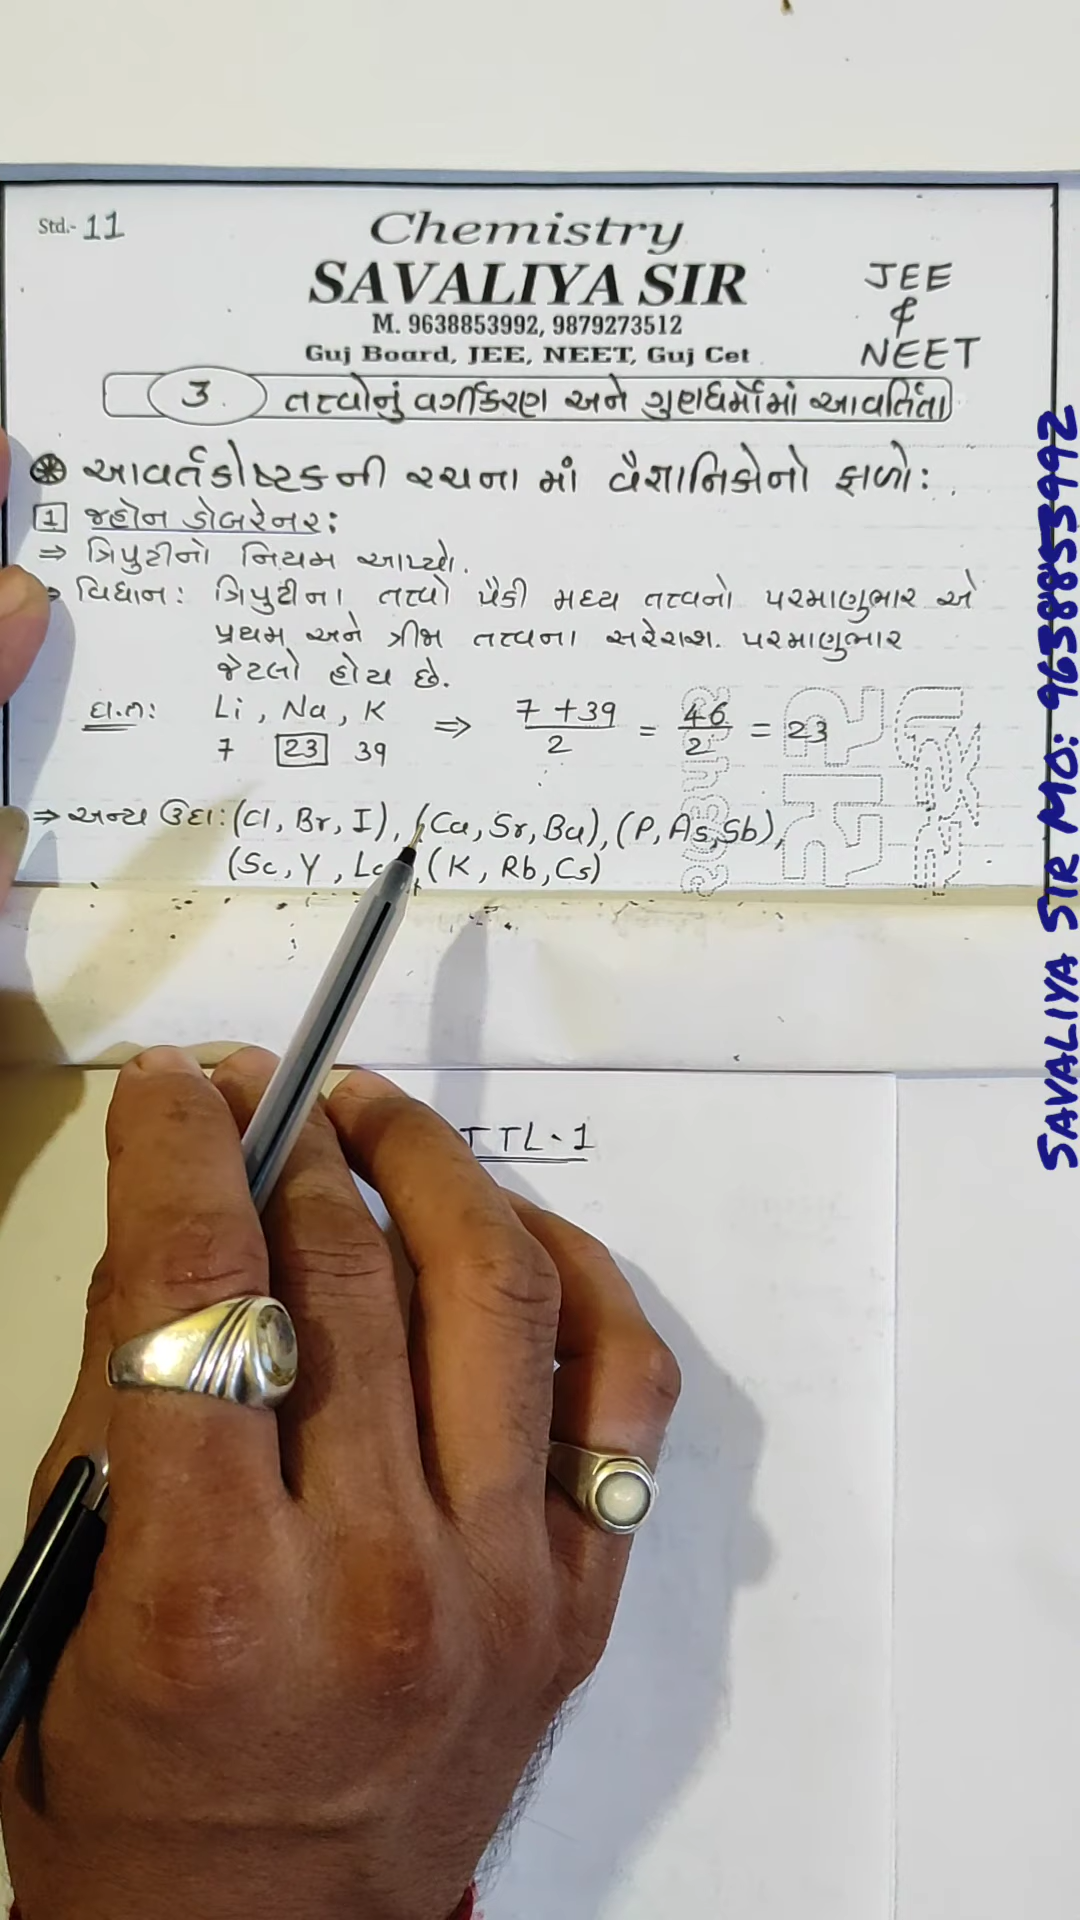 Std.- 11
Chemistry
SAVALIYA SIR
M. 9638853992, 9879273512
Guj Board, JEE, NEET, Guj Cet
JEE
&
NEET
3. તત્વોનું વર્ગીકરણ અને ગુણધર્મોમાં આવર્તિતા
આવર્તકોષ્ટકની રચના માં વૈજ્ઞાનિકોનો ફાળો:
1 જહોન ડોબરેનર:
⇒ ત્રિપુટીનો નિયમ આપ્યો.
⇒ વિધાન: ત્રિપુટીના તત્વો પૈકી મધ્ય તત્વનો પરમાણુભાર એ
પ્રથમ અને ત્રીજા તત્વના સરેરાશ પરમાણુભાર
જેટલો હોય છે.
દા.ત: Li, Na, K ⇒ 7 + 39 / 2 = 46 / 2 = 23
7 23 39
⇒ અન્ય ઉદા: (Cl, Br, I), (Ca, Sr, Ba), (P, As, Sb),
(Sc, Y, La), (K, Rb, Cs)
TTL-1
SAVALIYA SIR MO: 9638853992